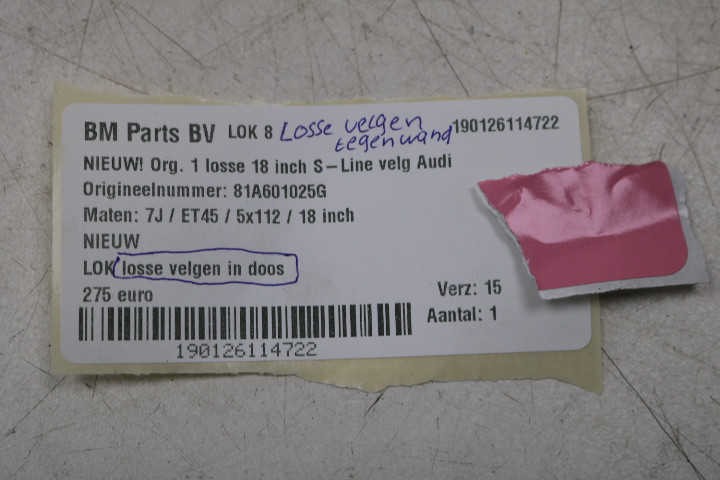 BM Parts BV LOK 8 Losse velgen 190126114722
tegen wand
NIEUW! Org. 1 losse 18 inch S-Line velg Audi
Origineelnummer: 81A601025G
Maten: 7J / ET45 / 5x112 / 18 inch
NIEUW
LOK losse velgen in doos
275 euro Verz: 15
Aantal: 1
190126114722